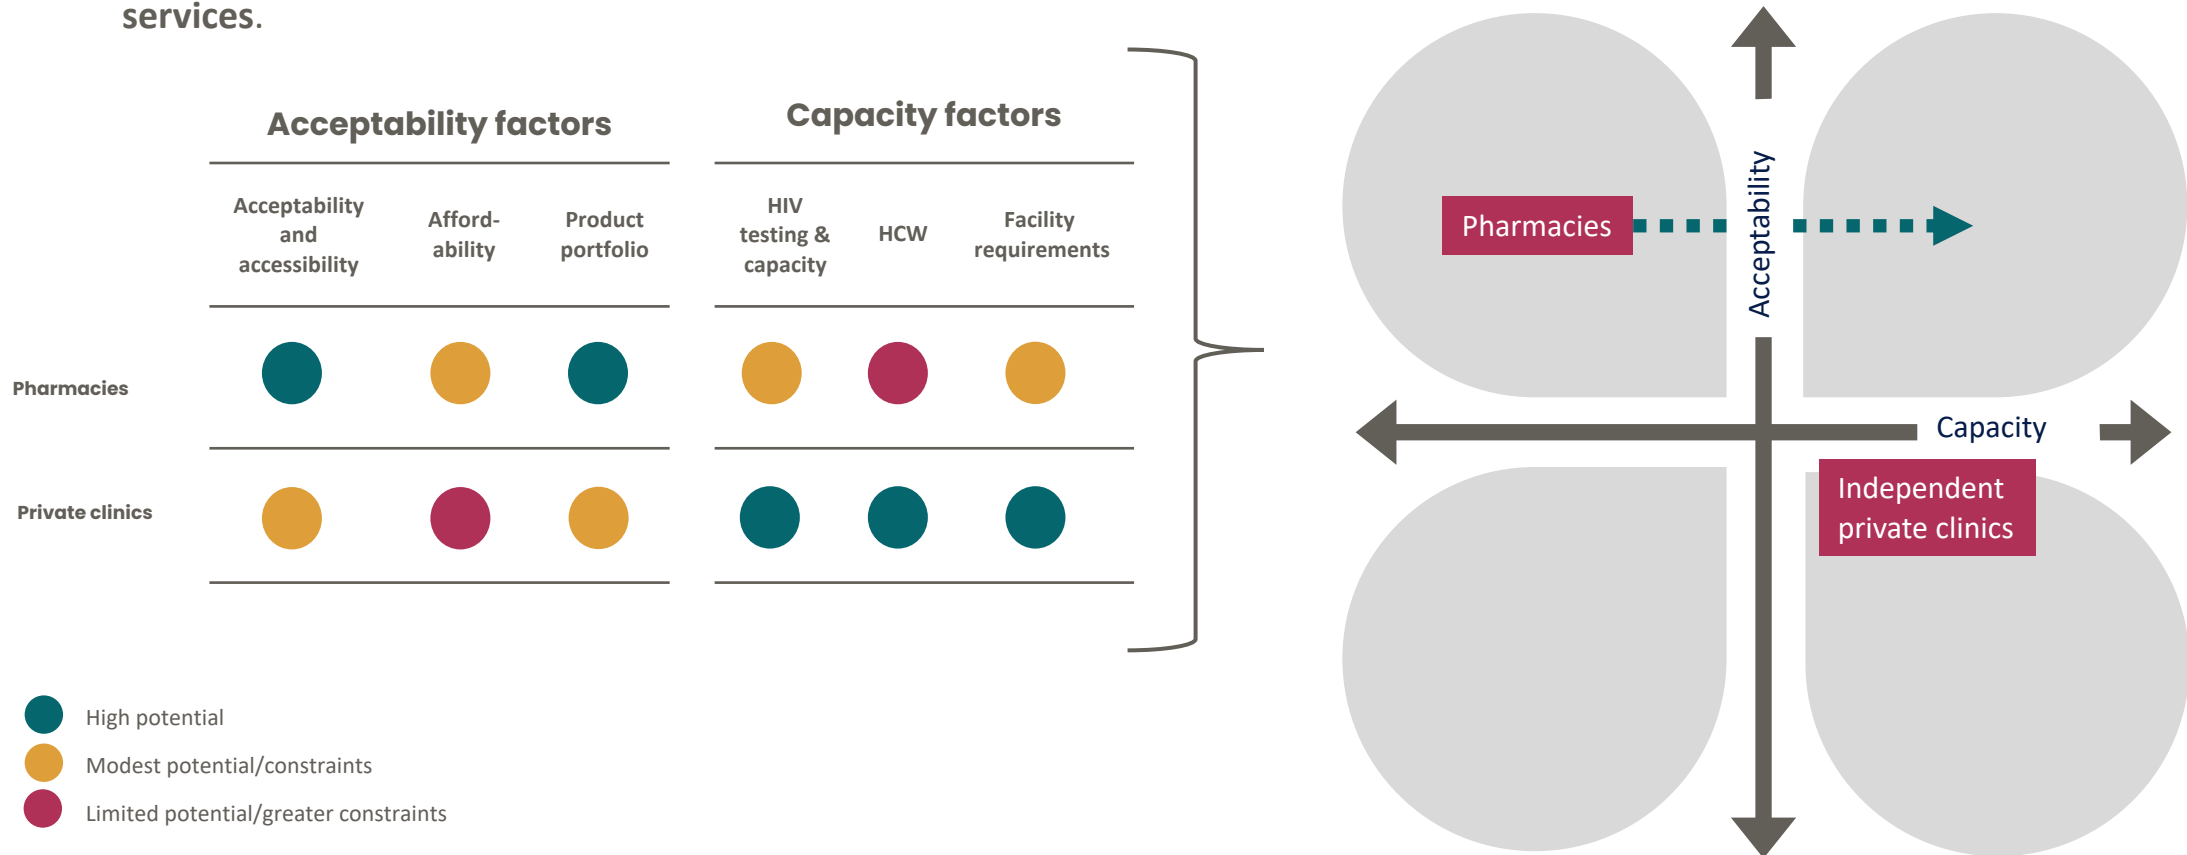 services.
Acceptability factors
Capacity factors
Acceptability
and
accessibility
Afford-
ability
Product
portfolio
HIV
testing &
capacity
HCW
Facility
requirements
Pharmacies
Private clinics
High potential
Modest potential/constraints
Limited potential/greater constraints
Acceptability
Pharmacies
Capacity
Independent
private clinics